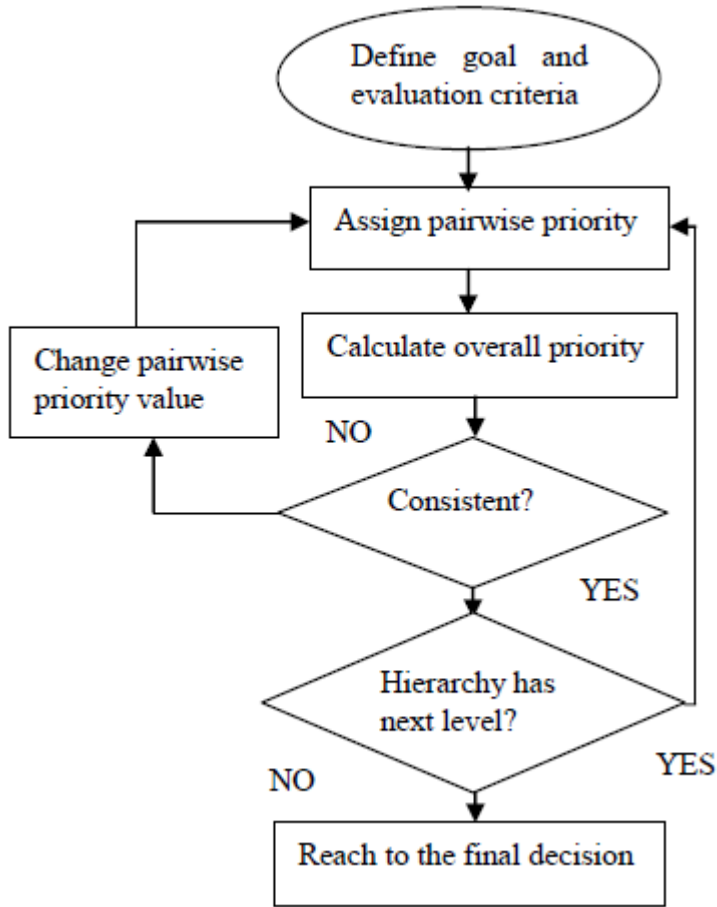 Define goal and
evaluation criteria
Assign pairwise priority
Calculate overall priority
Change pairwise
priority value
NO
Consistent?
YES
Hierarchy has
next level?
YES
NO
Reach to the final decision